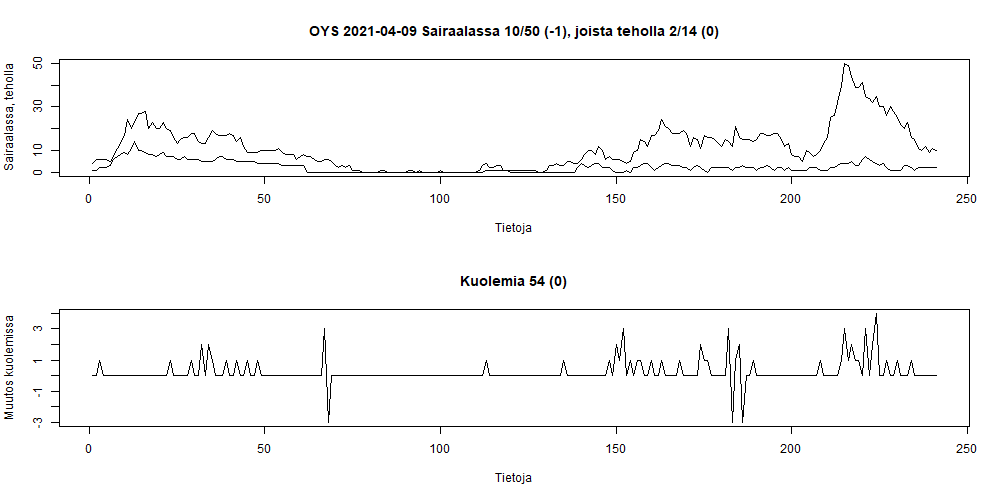 OYS 2021-04-09 Sairaalassa 10/50 (-1), joista teholla 2/14 (0)
Sairaalassa, teholla
50
30
10
0
0 50 100 150 200 250
Tietoja
Kuolemia 54 (0)
Muutos kuolemissa
3
1
-1
-3
0 50 100 150 200 250
Tietoja